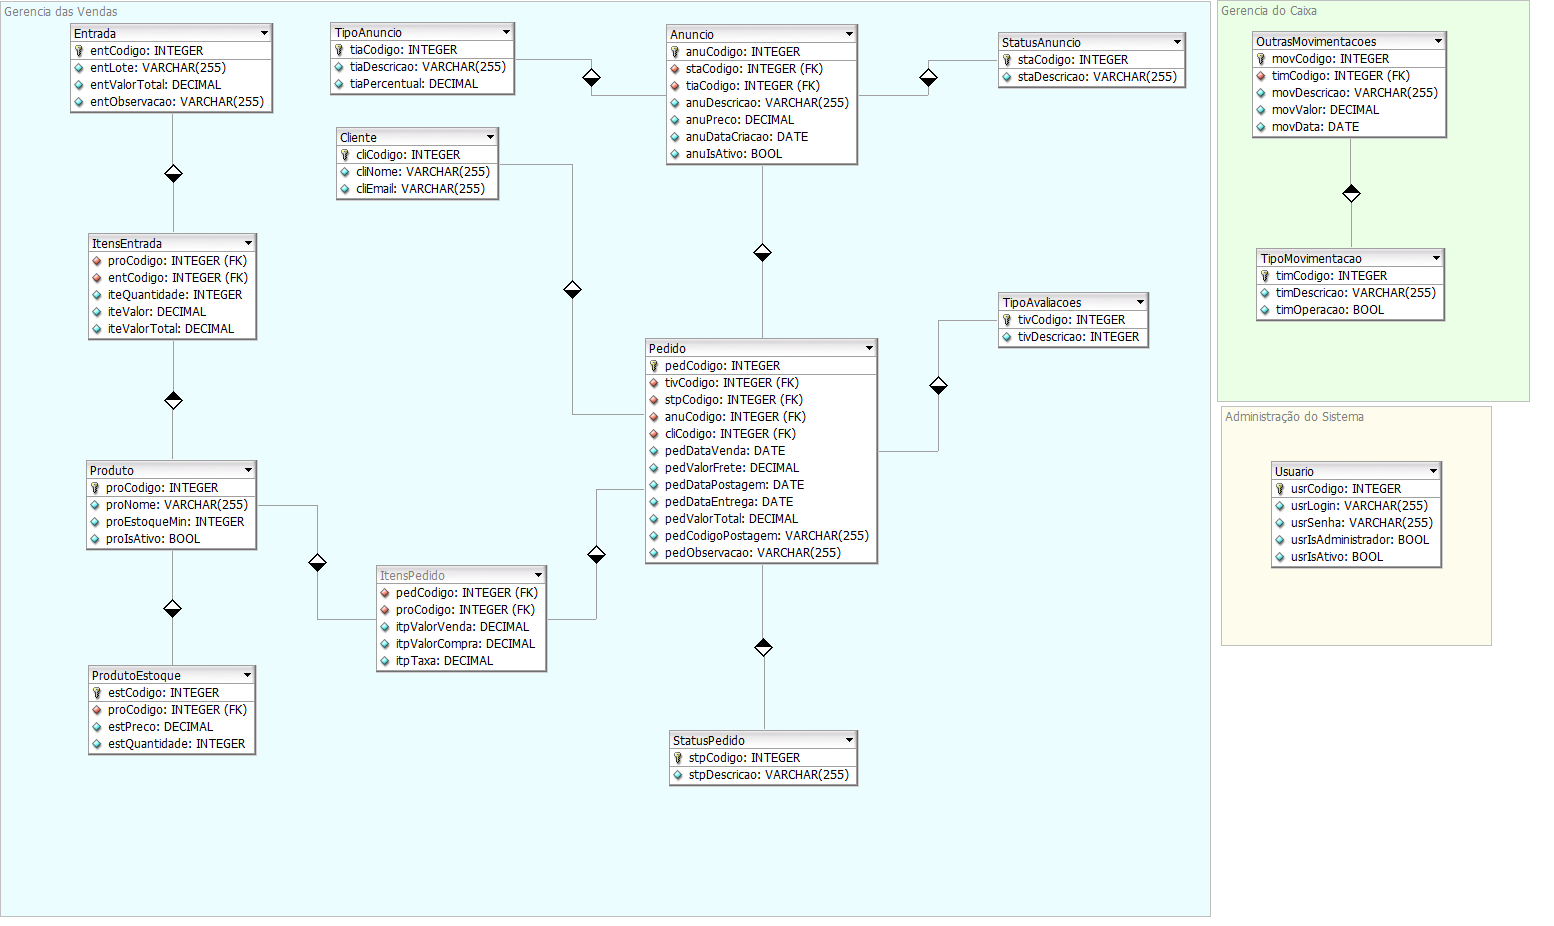 Gerencia das Vendas
Entrada
entCodigo: INTEGER
entLote: VARCHAR(255)
entValorTotal: DECIMAL
entObservacao: VARCHAR(255)
TipoAnuncio
tiaCodigo: INTEGER
tiaDescricao: VARCHAR(255)
tiaPercentual: DECIMAL
Anuncio
anuCodigo: INTEGER
staCodigo: INTEGER (FK)
tiaCodigo: INTEGER (FK)
anuDescricao: VARCHAR(255)
anuPreco: DECIMAL
anuDataCriacao: DATE
anuIsAtivo: BOOL
StatusAnuncio
staCodigo: INTEGER
staDescricao: VARCHAR(255)
Cliente
cliCodigo: INTEGER
cliNome: VARCHAR(255)
cliEmail: VARCHAR(255)
ItensEntrada
proCodigo: INTEGER (FK)
entCodigo: INTEGER (FK)
iteQuantidade: INTEGER
iteValor: DECIMAL
iteValorTotal: DECIMAL
TipoAvaliacoes
tivCodigo: INTEGER
tivDescricao: INTEGER
Pedido
pedCodigo: INTEGER
tivCodigo: INTEGER (FK)
stpCodigo: INTEGER (FK)
anuCodigo: INTEGER (FK)
cliCodigo: INTEGER (FK)
pedDataVenda: DATE
pedValorFrete: DECIMAL
pedDataPostagem: DATE
pedDataEntrega: DATE
pedValorTotal: DECIMAL
pedCodigoPostagem: VARCHAR(255)
pedObservacao: VARCHAR(255)
Produto
proCodigo: INTEGER
proNome: VARCHAR(255)
proEstoqueMin: INTEGER
proIsAtivo: BOOL
ItensPedido
pedCodigo: INTEGER (FK)
proCodigo: INTEGER (FK)
itpValorVenda: DECIMAL
itpValorCompra: DECIMAL
itpTaxa: DECIMAL
ProdutoEstoque
estCodigo: INTEGER
proCodigo: INTEGER (FK)
estPreco: DECIMAL
estQuantidade: INTEGER
StatusPedido
stpCodigo: INTEGER
stpDescricao: VARCHAR(255)
Gerencia do Caixa
OutrasMovimentacoes
movCodigo: INTEGER
timCodigo: INTEGER (FK)
movDescricao: VARCHAR(255)
movValor: DECIMAL
movData: DATE
TipoMovimentacao
timCodigo: INTEGER
timDescricao: VARCHAR(255)
timOperacao: BOOL
Administração do Sistema
Usuario
usrCodigo: INTEGER
usrLogin: VARCHAR(255)
usrSenha: VARCHAR(255)
usrIsAdministrador: BOOL
usrIsAtivo: BOOL